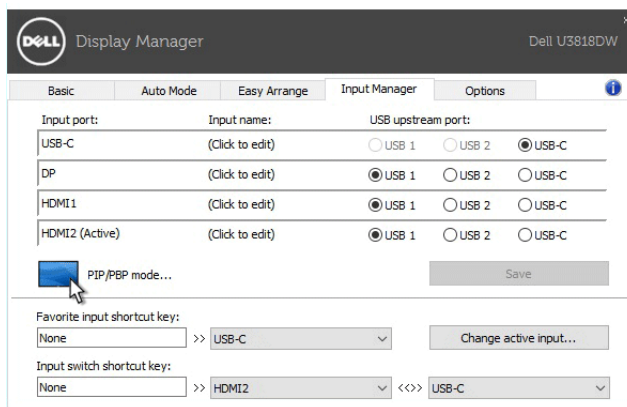 DELL Display Manager Dell U3818DW
Basic Auto Mode Easy Arrange Input Manager Options
Input port: Input name: USB upstream port:
USB-C (Click to edit) USB 1 USB 2 USB-C
DP (Click to edit) USB 1 USB 2 USB-C
HDMI1 (Click to edit) USB 1 USB 2 USB-C
HDMI2 (Active) (Click to edit) USB 1 USB 2 USB-C
PIP/PBP mode... Save
Favorite input shortcut key:
None >> USB-C Change active input...
Input switch shortcut key:
None >> HDMI2 <<>> USB-C